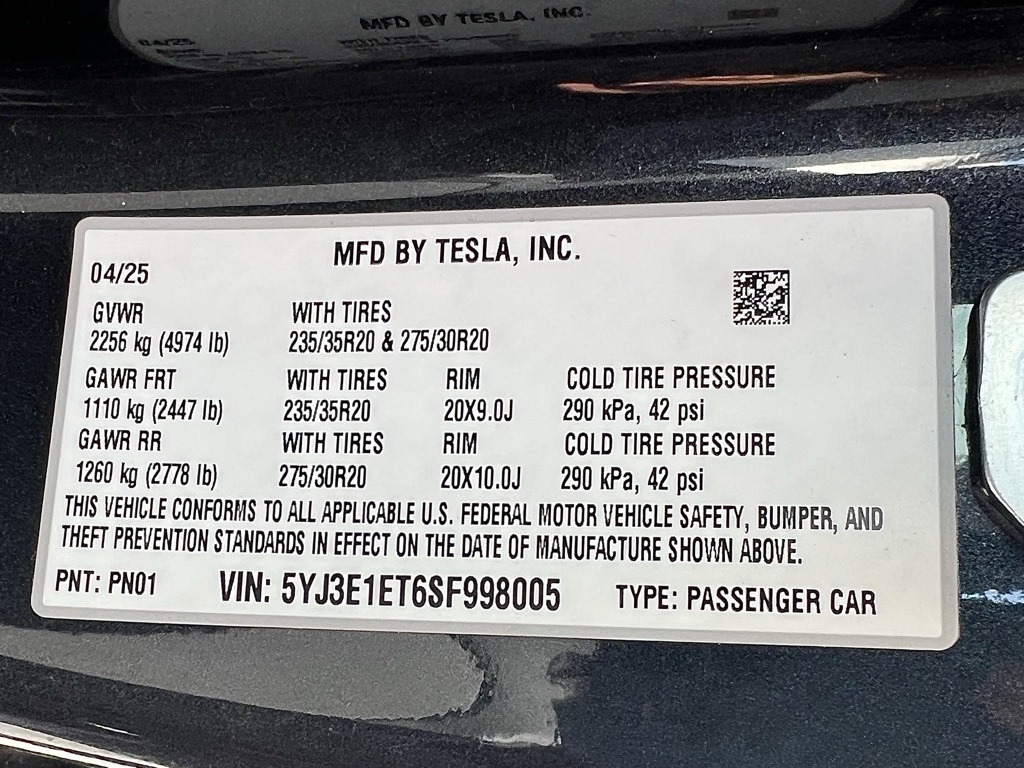 MFD BY TESLA, INC.
04/25
MFD BY TESLA, INC.
04/25
GVWR WITH TIRES
2256 kg (4974 lb) 235/35R20 & 275/30R20
GAWR FRT WITH TIRES RIM COLD TIRE PRESSURE
1110 kg (2447 lb) 235/35R20 20X9.0J 290 kPa, 42 psi
GAWR RR WITH TIRES RIM COLD TIRE PRESSURE
1260 kg (2778 lb) 275/30R20 20X10.0J 290 kPa, 42 psi
THIS VEHICLE CONFORMS TO ALL APPLICABLE U.S. FEDERAL MOTOR VEHICLE SAFETY, BUMPER, AND
THEFT PREVENTION STANDARDS IN EFFECT ON THE DATE OF MANUFACTURE SHOWN ABOVE.
PNT: PN01 VIN: 5YJ3E1ET6SF998005 TYPE: PASSENGER CAR